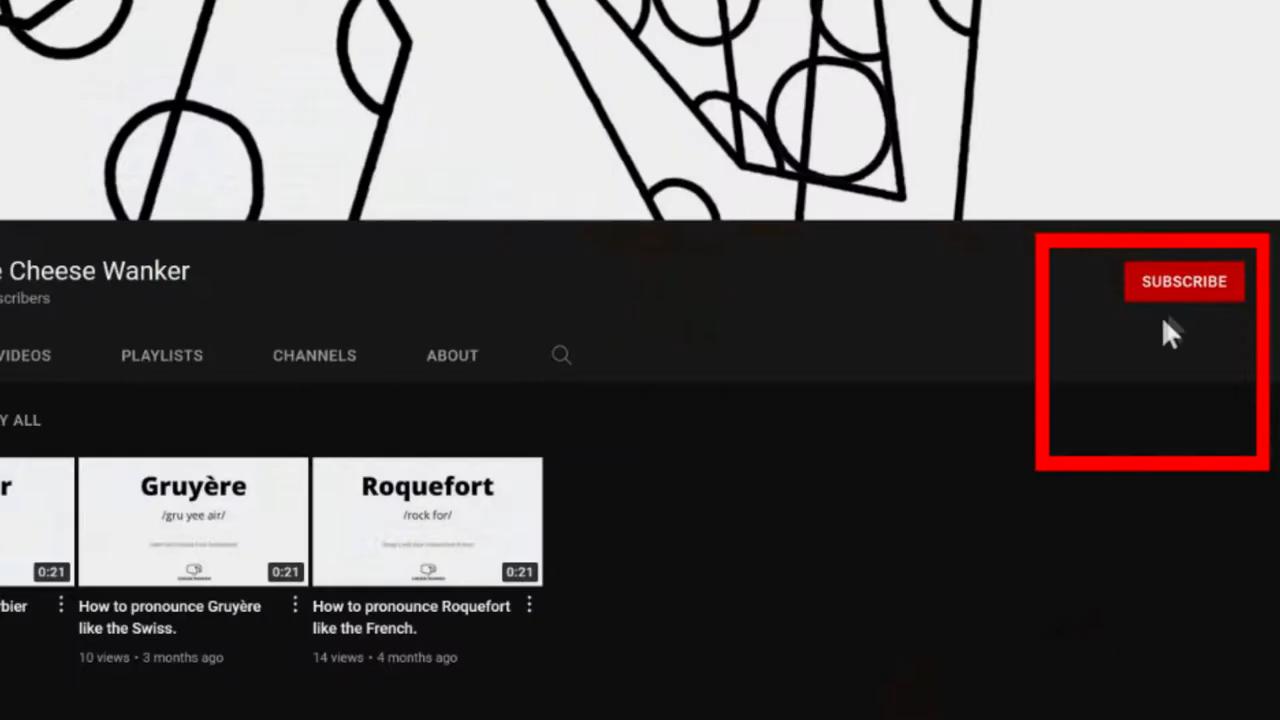 e Cheese Wanker
scribers
SUBSCRIBE
VIDEOS
PLAYLISTS
CHANNELS
ABOUT
Y ALL
r
0:21
Gruyère
/gru yee air/
0:21
Roquefort
/rock for/
0:21
bier
How to pronounce Gruyère
like the Swiss.
10 views • 3 months ago
How to pronounce Roquefort
like the French.
14 views • 4 months ago